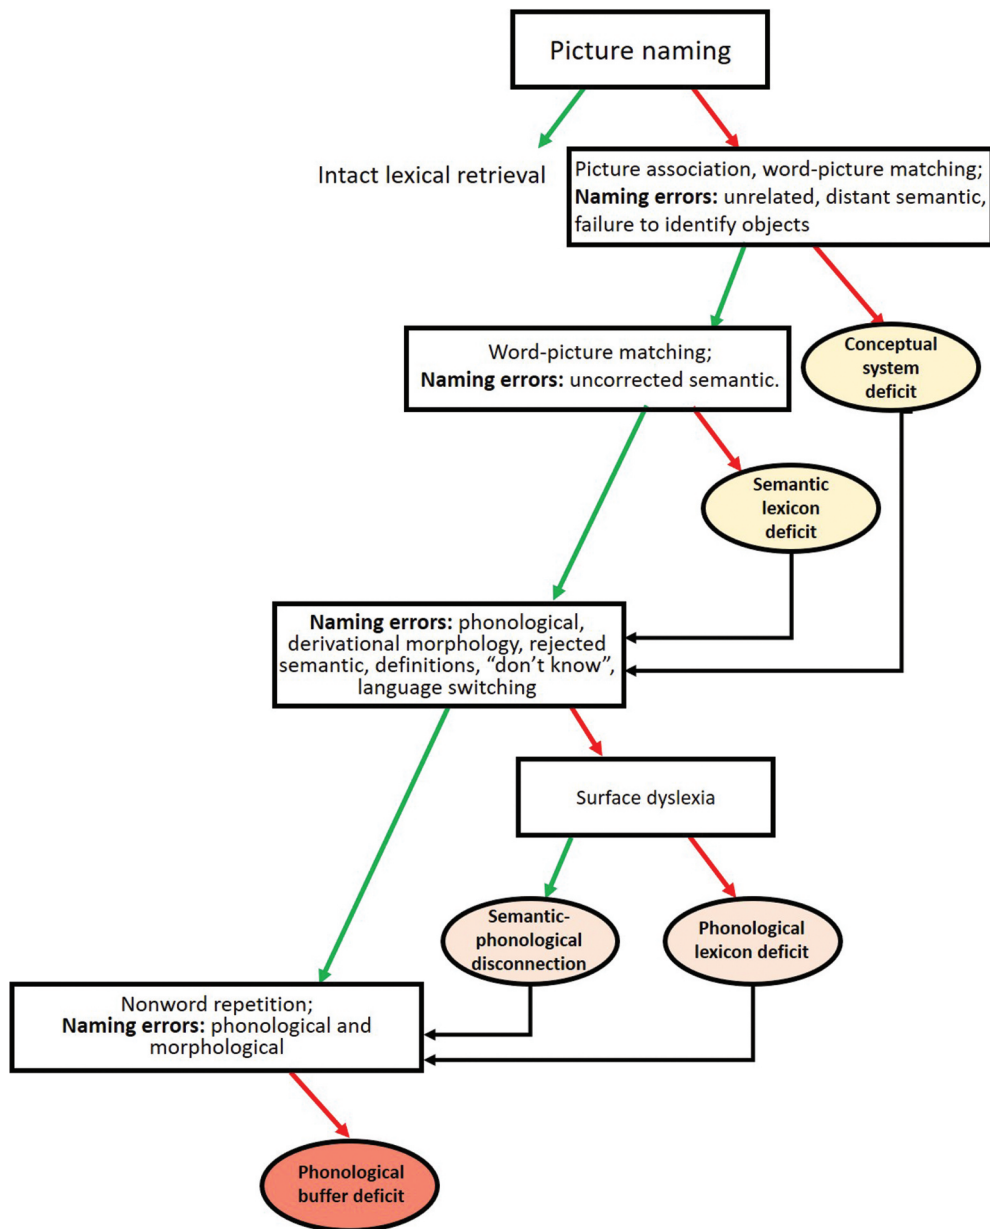 Picture naming
Intact lexical retrieval
Picture association, word-picture matching;
Naming errors: unrelated, distant semantic,
failure to identify objects
Word-picture matching;
Naming errors: uncorrected semantic.
Conceptual
system
deficit
Semantic
lexicon
deficit
Naming errors: phonological,
derivational morphology, rejected
semantic, definitions, “don’t know”,
language switching
Surface dyslexia
Semantic-
phonological
disconnection
Phonological
lexicon deficit
Nonword repetition;
Naming errors: phonological and
morphological
Phonological
buffer deficit